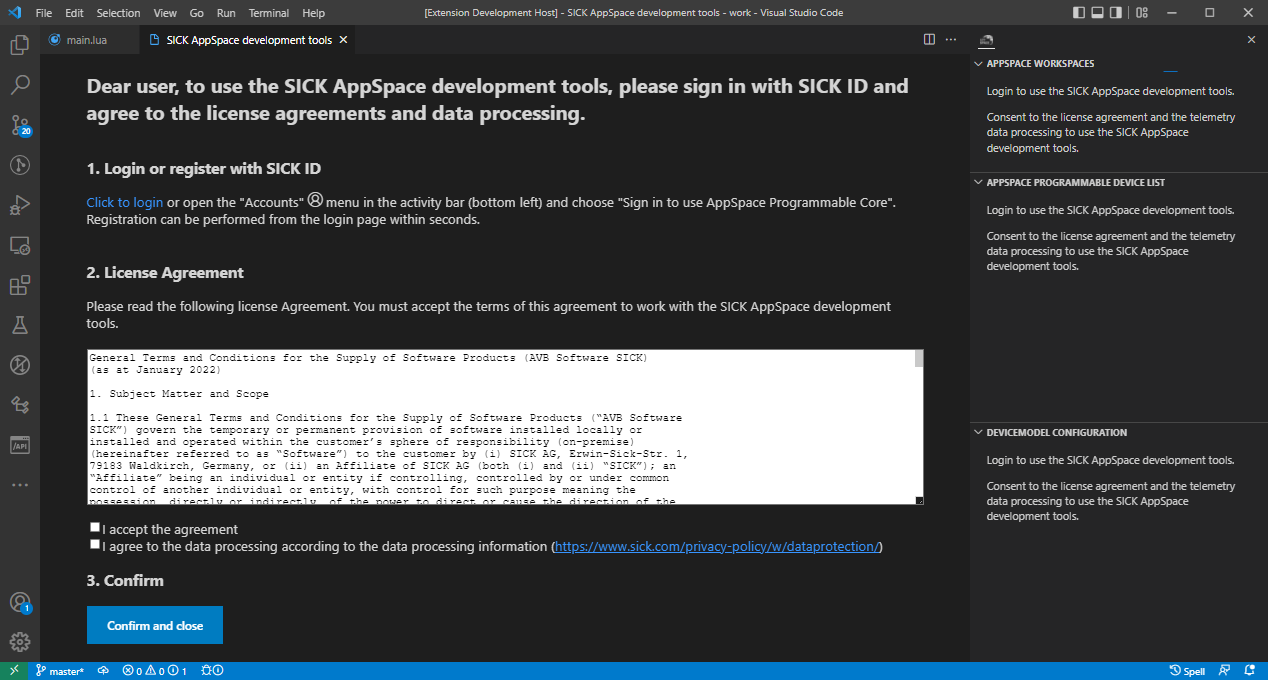 File Edit Selection View Go Run Terminal Help
[Extension Development Host] - SICK AppSpace development tools - work - Visual Studio Code
main.lua
SICK AppSpace development tools
Dear user, to use the SICK AppSpace development tools, please sign in with SICK ID and
agree to the license agreements and data processing.
1. Login or register with SICK ID
Click to login or open the "Accounts" menu in the activity bar (bottom left) and choose "Sign in to use AppSpace Programmable Core".
Registration can be performed from the login page within seconds.
2. License Agreement
Please read the following license Agreement. You must accept the terms of this agreement to work with the SICK AppSpace development
tools.
General Terms and Conditions for the Supply of Software Products (AVB Software SICK)
(as at January 2022)
1. Subject Matter and Scope
1.1 These General Terms and Conditions for the Supply of Software Products (“AVB Software
SICK”) govern the temporary or permanent provision of software installed locally or
installed and operated within the customer’s sphere of responsibility (on-premise)
(hereinafter referred to as “Software”) to the customer by (i) SICK AG, Erwin-Sick-Str. 1,
79183 Waldkirch, Germany, or (ii) an Affiliate of SICK AG (both (i) and (ii) “SICK”); an
“Affiliate” being an individual or entity if controlling, controlled by or under common
control of another individual or entity, with control for such purpose meaning the
possession, directly or indirectly, of the power to direct or cause the direction of the
I accept the agreement
I agree to the data processing according to the data processing information (https://www.sick.com/privacy-policy/w/dataprotection/)
3. Confirm
Confirm and close
APPSPACE WORKSPACES
Login to use the SICK AppSpace development tools.
Consent to the license agreement and the telemetry
data processing to use the SICK AppSpace
development tools.
APPSPACE PROGRAMMABLE DEVICE LIST
Login to use the SICK AppSpace development tools.
Consent to the license agreement and the telemetry
data processing to use the SICK AppSpace
development tools.
DEVICEMODEL CONFIGURATION
Login to use the SICK AppSpace development tools.
Consent to the license agreement and the telemetry
data processing to use the SICK AppSpace
development tools.
20
/API
1
master* 0 0 1
Spell